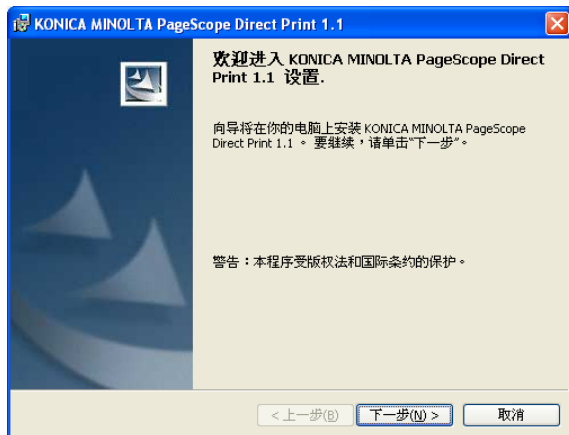 KONICA MINOLTA PageScope Direct Print 1.1
欢迎进入 KONICA MINOLTA PageScope Direct
Print 1.1 设置.
向导将在你的电脑上安装 KONICA MINOLTA PageScope
Direct Print 1.1 。 要继续，请单击“下一步”。
警告：本程序受版权法和国际条约的保护。
< 上一步(B) 下一步(N) > 取消